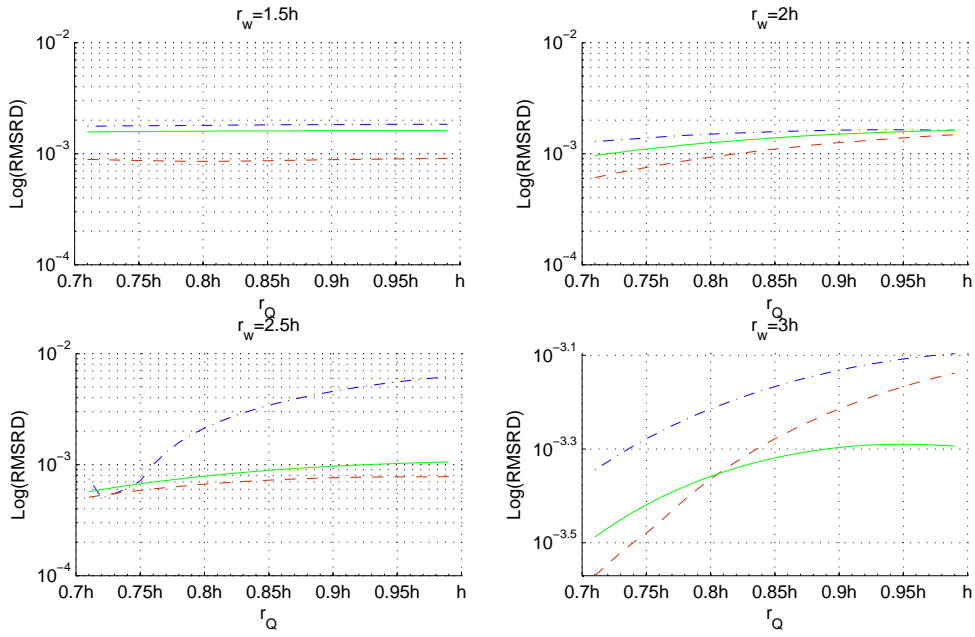 r_w=1.5h
10^-2
10^-3
10^-4
Log(RMSRD)
0.7h 0.75h 0.8h 0.85h 0.9h 0.95h h
r_Q
r_w=2h
10^-2
10^-3
10^-4
Log(RMSRD)
0.7h 0.75h 0.8h 0.85h 0.9h 0.95h h
r_Q
r_w=2.5h
10^-2
10^-3
10^-4
Log(RMSRD)
0.7h 0.75h 0.8h 0.85h 0.9h 0.95h h
r_Q
r_w=3h
10^-3.1
10^-3.3
10^-3.5
Log(RMSRD)
0.7h 0.75h 0.8h 0.85h 0.9h 0.95h h
r_Q